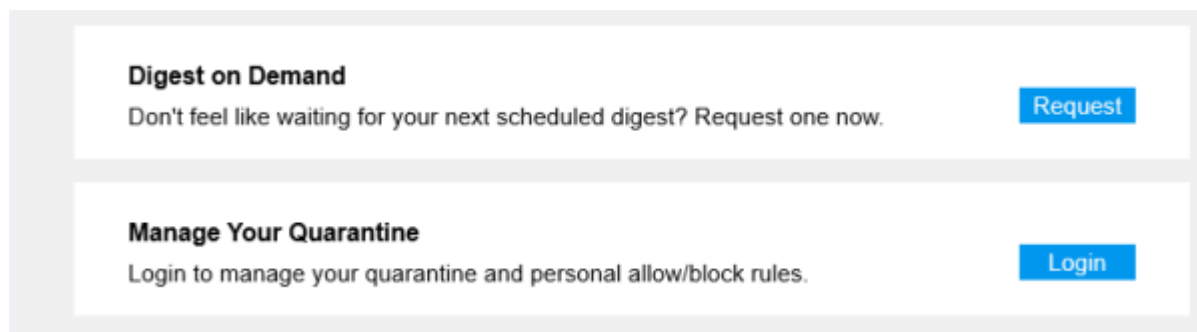 Digest on Demand
Don't feel like waiting for your next scheduled digest? Request one now.
Request
Manage Your Quarantine
Login to manage your quarantine and personal allow/block rules.
Login